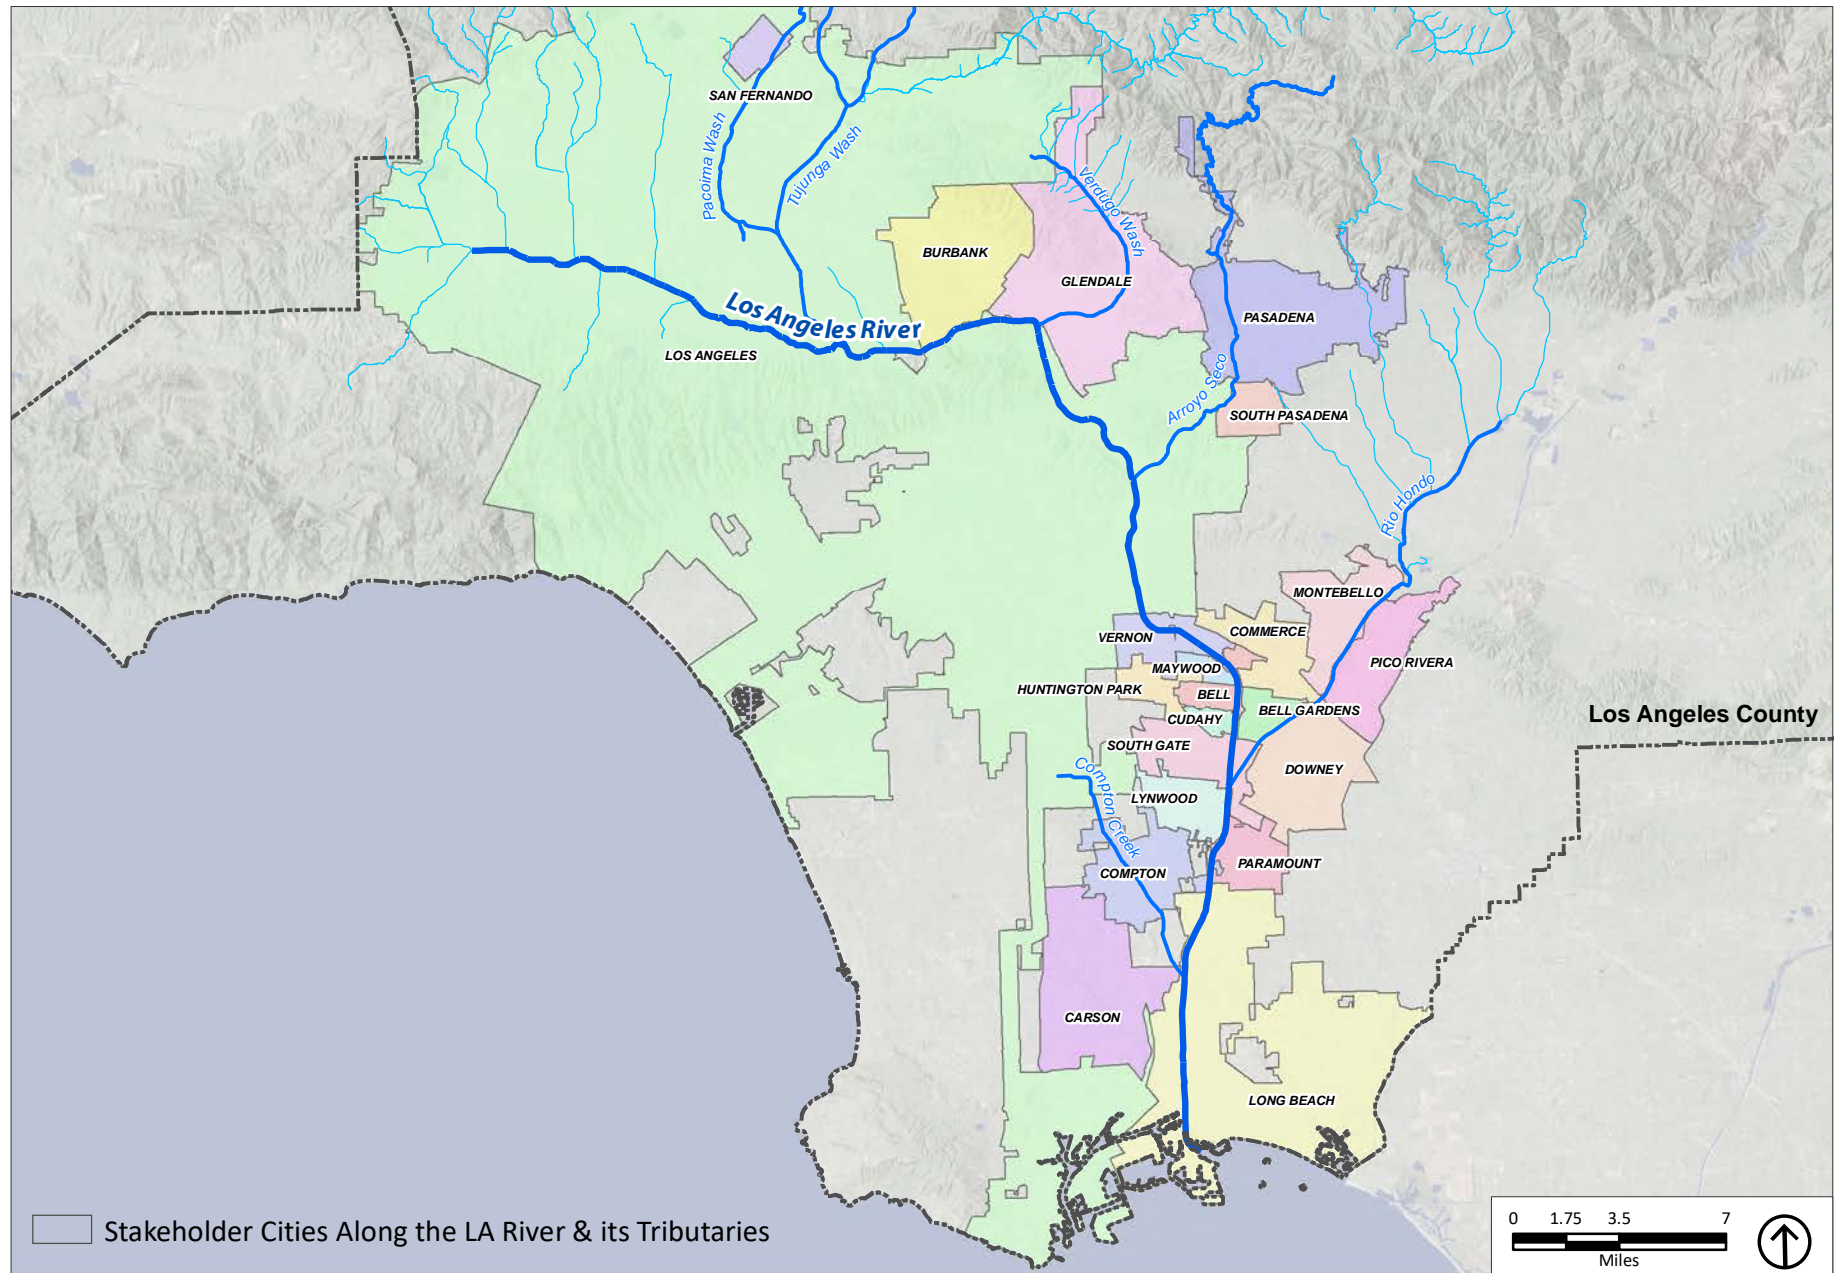 SAN FERNANDO
Pacoima Wash
Tujunga Wash
Verdugo Wash
BURBANK
GLENDALE
Los Angeles River
PASADENA
LOS ANGELES
Arroyo Seco
SOUTH PASADENA
Rio Hondo
MONTEBELLO
COMMERCE
VERNON
MAYWOOD
PICO RIVERA
HUNTINGTON PARK
BELL
BELL GARDENS
CUDAHY
Los Angeles County
SOUTH GATE
DOWNEY
Compton Creek
LYNWOOD
PARAMOUNT
COMPTON
CARSON
LONG BEACH
Stakeholder Cities Along the LA River & its Tributaries
0 1.75 3.5 7
Miles